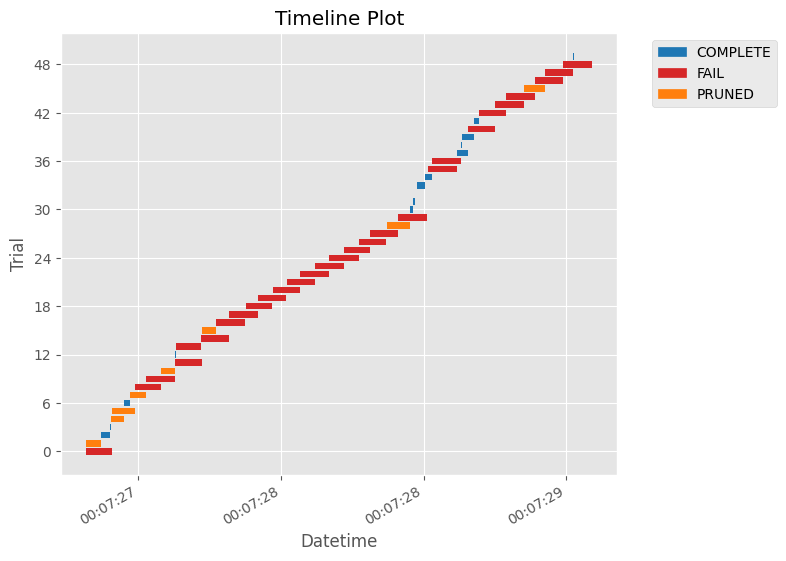 Timeline Plot
COMPLETE
FAIL
PRUNED
48
42
36
30
24
18
12
6
0
Trial
00:07:27
00:07:28
00:07:28
00:07:29
Datetime